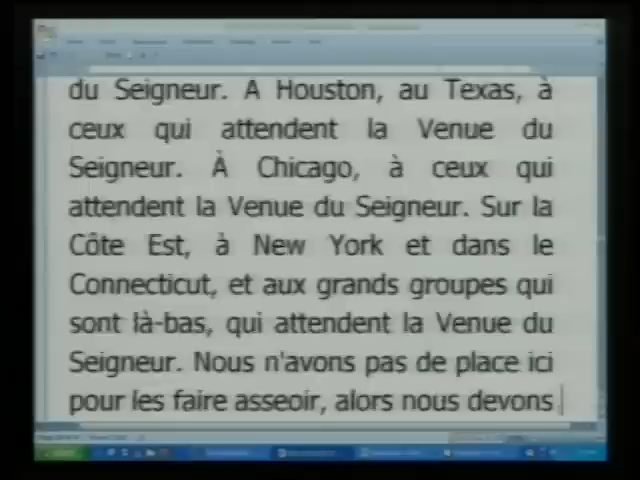 du Seigneur. A Houston, au Texas, à
ceux qui attendent la Venue du
Seigneur. À Chicago, à ceux qui
attendent la Venue du Seigneur. Sur la
Côte Est, à New York et dans le
Connecticut, et aux grands groupes qui
sont là-bas, qui attendent la Venue du
Seigneur. Nous n'avons pas de place ici
pour les faire asseoir, alors nous devons